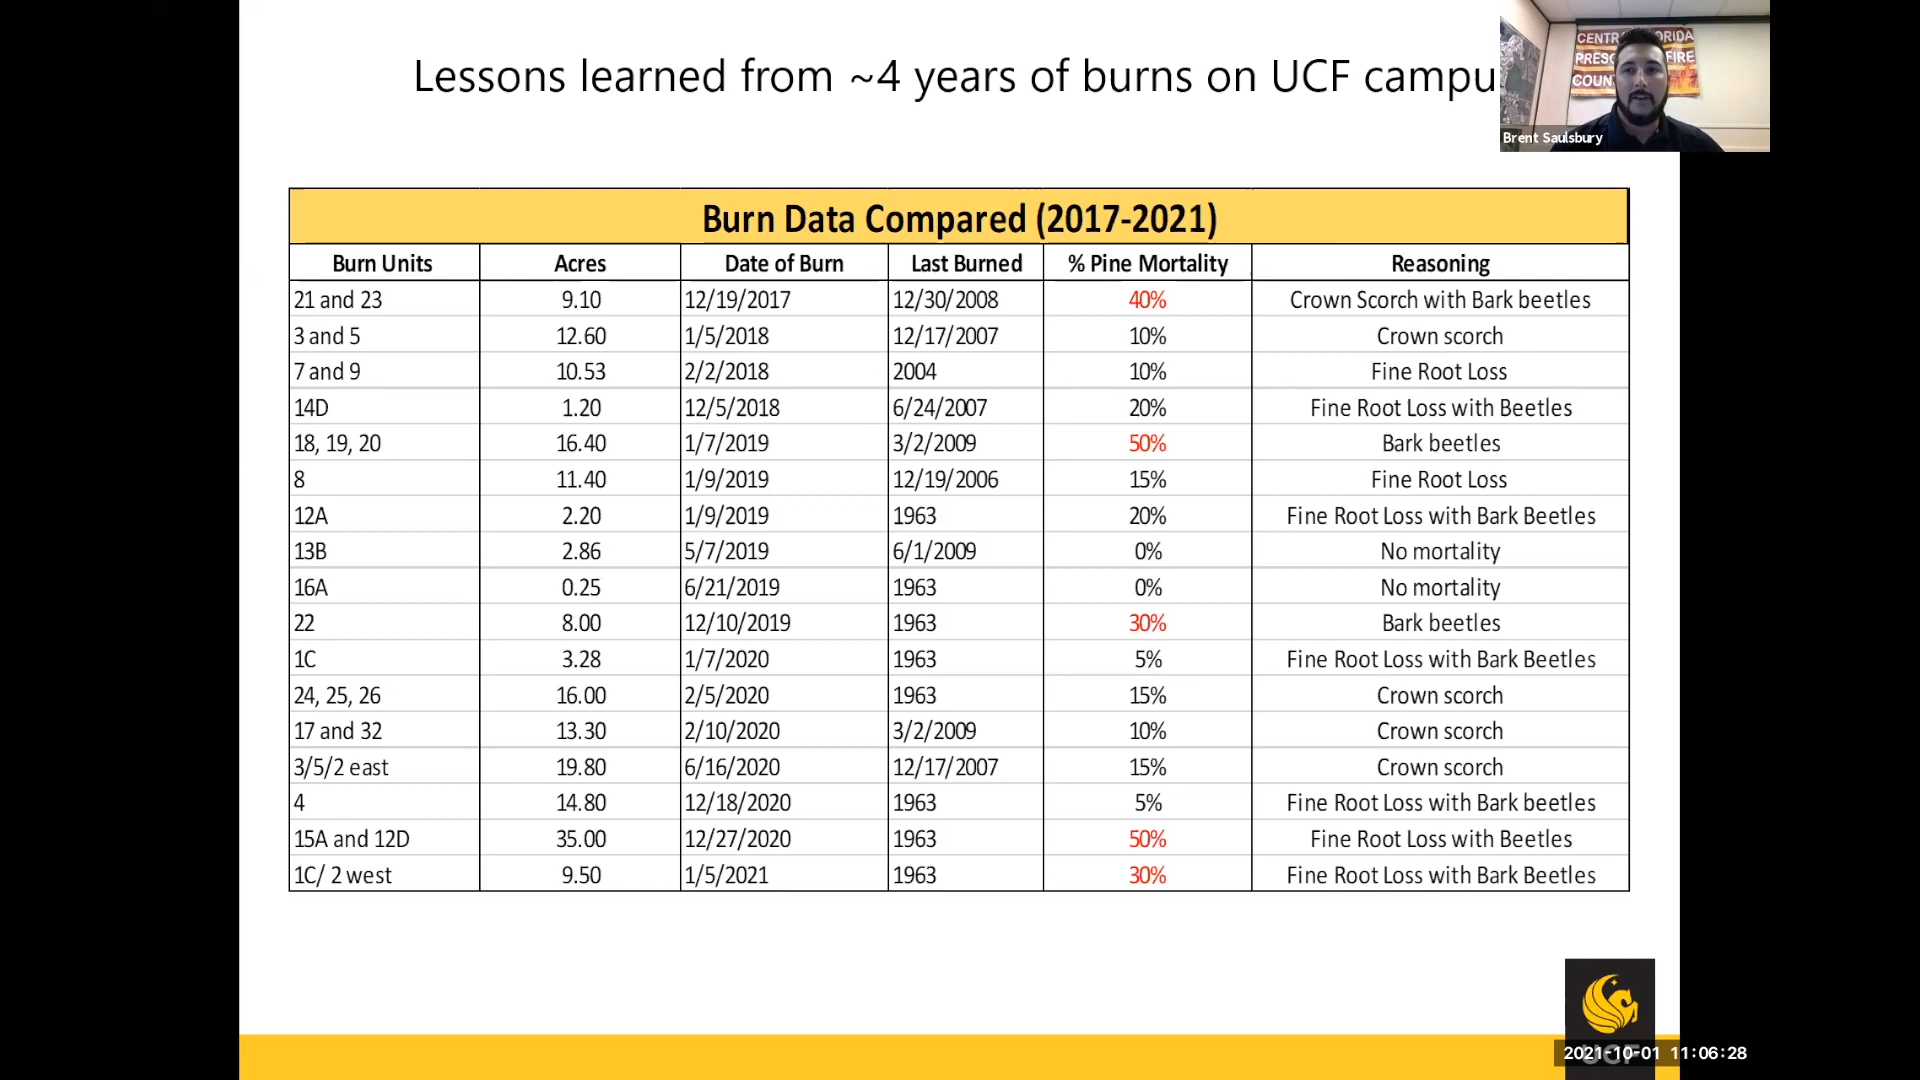 Lessons learned from ~4 years of burns on UCF campu
CENTR   ORIDA
PRESC   FIRE
COUN
Brent Saulsbury
Burn Data Compared (2017-2021)
Burn Units Acres Date of Burn Last Burned % Pine Mortality Reasoning
21 and 23 9.10 12/19/2017 12/30/2008 40% Crown Scorch with Bark beetles
3 and 5 12.60 1/5/2018 12/17/2007 10% Crown scorch
7 and 9 10.53 2/2/2018 2004 10% Fine Root Loss
14D 1.20 12/5/2018 6/24/2007 20% Fine Root Loss with Beetles
18, 19, 20 16.40 1/7/2019 3/2/2009 50% Bark beetles
8 11.40 1/9/2019 12/19/2006 15% Fine Root Loss
12A 2.20 1/9/2019 1963 20% Fine Root Loss with Bark Beetles
13B 2.86 5/7/2019 6/1/2009 0% No mortality
16A 0.25 6/21/2019 1963 0% No mortality
22 8.00 12/10/2019 1963 30% Bark beetles
1C 3.28 1/7/2020 1963 5% Fine Root Loss with Bark Beetles
24, 25, 26 16.00 2/5/2020 1963 15% Crown scorch
17 and 32 13.30 2/10/2020 3/2/2009 10% Crown scorch
3/5/2 east 19.80 6/16/2020 12/17/2007 15% Crown scorch
4 14.80 12/18/2020 1963 5% Fine Root Loss with Bark beetles
15A and 12D 35.00 12/27/2020 1963 50% Fine Root Loss with Beetles
1C/ 2 west 9.50 1/5/2021 1963 30% Fine Root Loss with Bark Beetles
UCF
2021-10-01 11:06:28